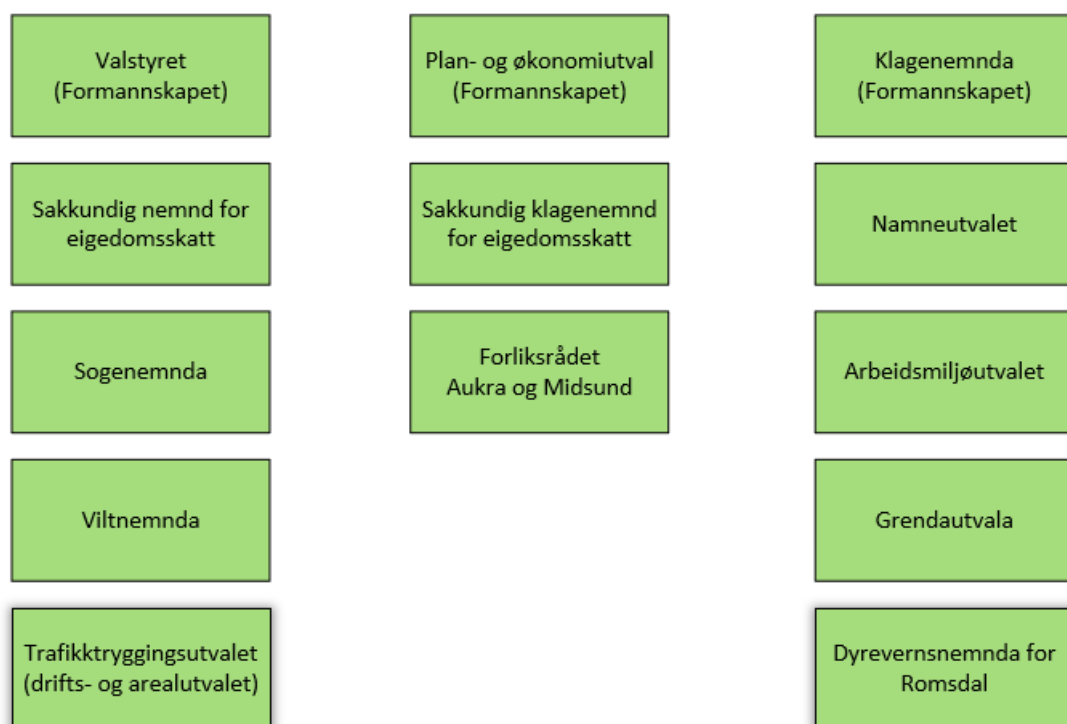 Valstyret
(Formannskapet)
Plan- og økonomiutval
(Formannskapet)
Klagenemnda
(Formannskapet)
Sakkundig nemnd for
eigedomsskatt
Sakkundig klagenemnd
for eigedomsskatt
Namneutvalet
Sogenemnda
Forliksrådet
Aukra og Midsund
Arbeidsmiljøutvalet
Viltnemnda
Grendautvala
Trafikktryggingsutvalet
(drifts- og arealutvalet)
Dyrevernsnemnda for
Romsdal